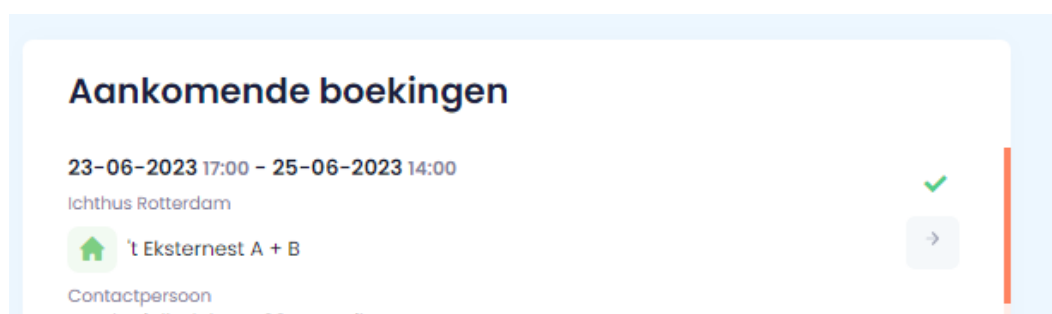 Aankomende boekingen
23-06-2023 17:00 - 25-06-2023 14:00
Ichthus Rotterdam
't Eksternest A + B
Contactpersoon